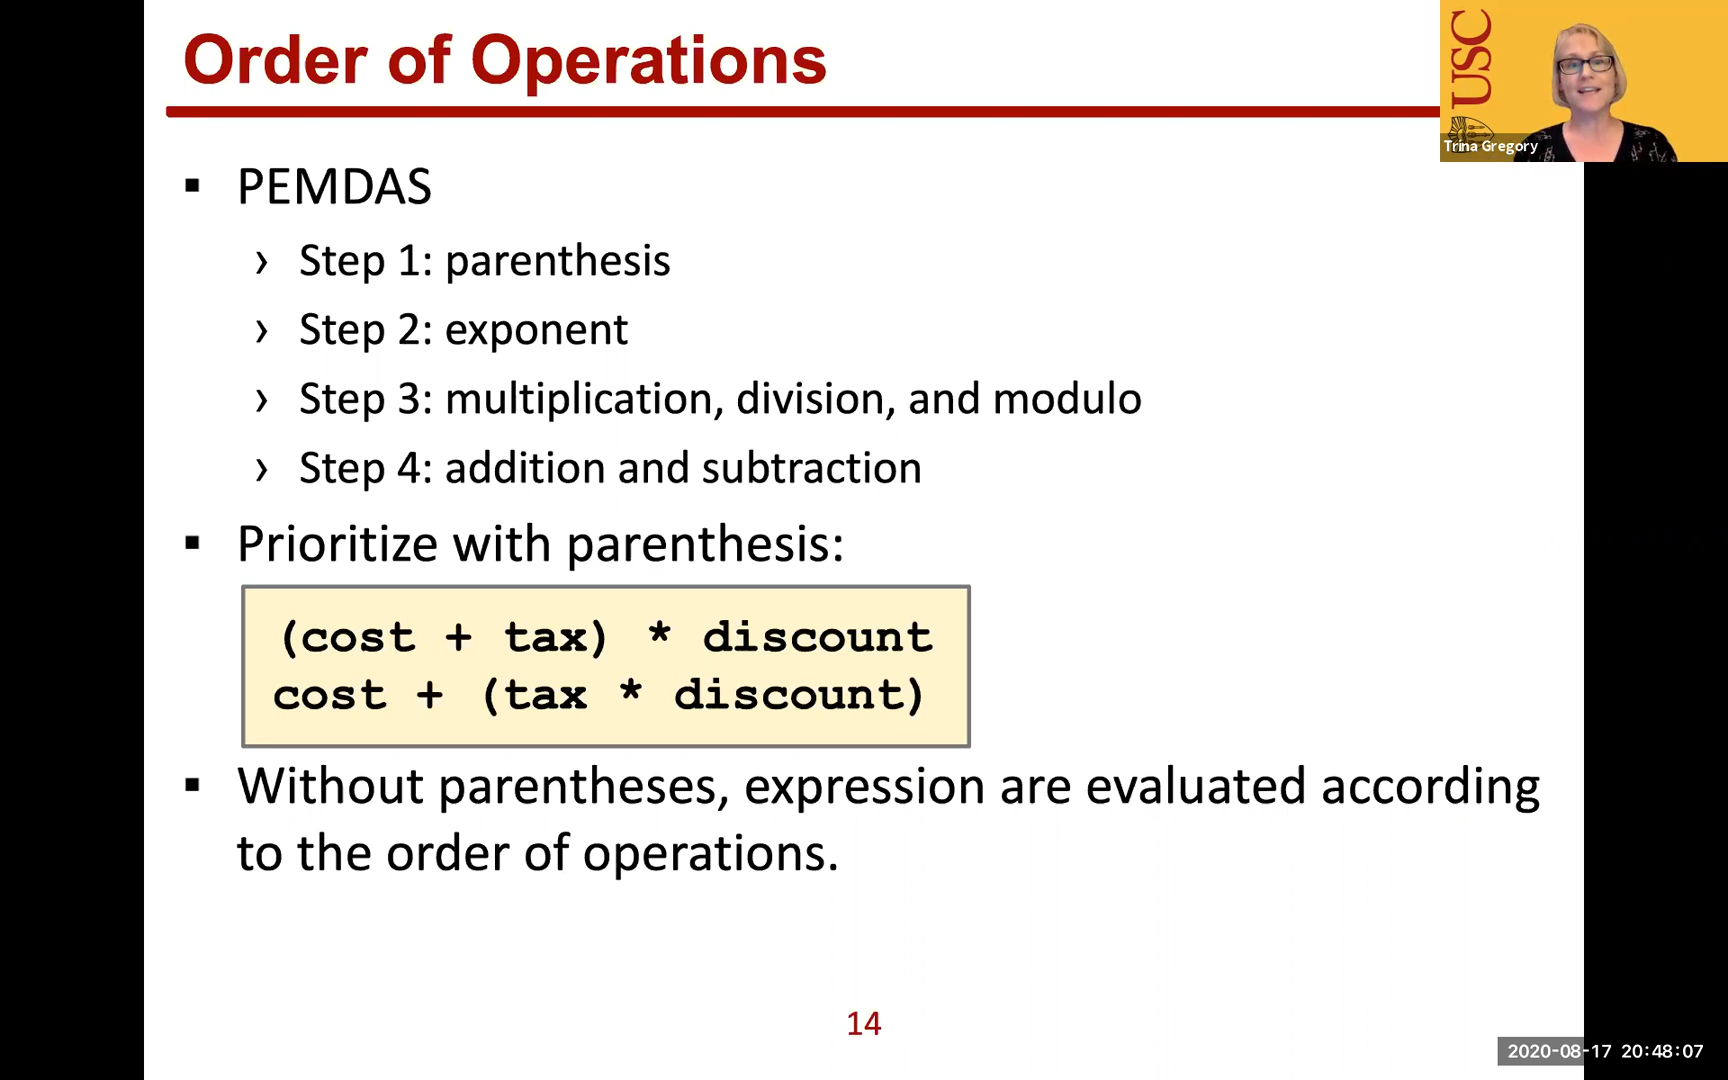 Order of Operations
USC
Trina Gregory
▪ PEMDAS
› Step 1: parenthesis
› Step 2: exponent
› Step 3: multiplication, division, and modulo
› Step 4: addition and subtraction
▪ Prioritize with parenthesis:
(cost + tax) * discount
cost + (tax * discount)
▪ Without parentheses, expression are evaluated according
to the order of operations.
14
2020-08-17 20:48:07